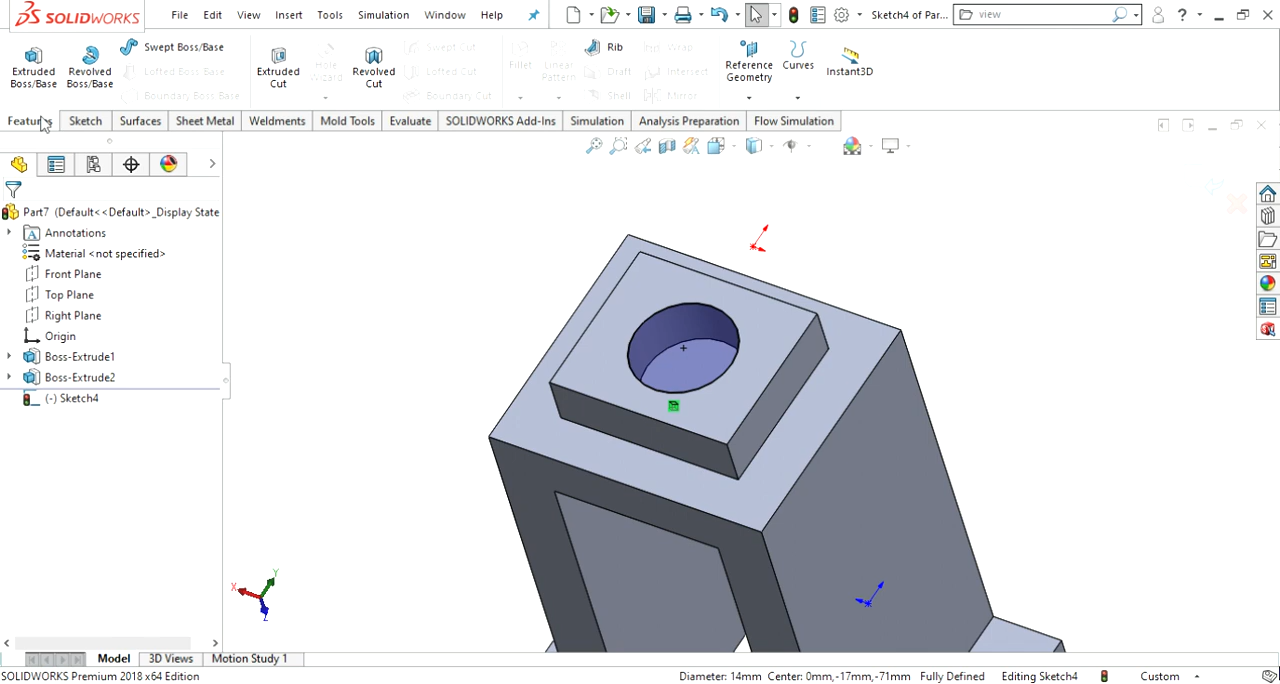 SOLIDWORKS File Edit View Insert Tools Simulation Window Help Sketch4 of Par... view
Extruded Boss/Base Revolved Boss/Base Swept Boss/Base Lofted Boss/Base Boundary Boss/Base Extruded Cut Hole Wizard Revolved Cut Swept Cut Lofted Cut Boundary Cut Fillet Linear Pattern Rib Draft Shell Wrap Intersect Mirror Reference Geometry Curves Instant3D
Features Sketch Surfaces Sheet Metal Weldments Mold Tools Evaluate SOLIDWORKS Add-Ins Simulation Analysis Preparation Flow Simulation
Part7 (Default<<Default>_Display State
Annotations
Material <not specified>
Front Plane
Top Plane
Right Plane
Origin
Boss-Extrude1
Boss-Extrude2
(-) Sketch4
X Y Z
Model 3D Views Motion Study 1
SOLIDWORKS Premium 2018 x64 Edition Diameter: 14mm Center: 0mm,-17mm,-71mm Fully Defined Editing Sketch4 Custom